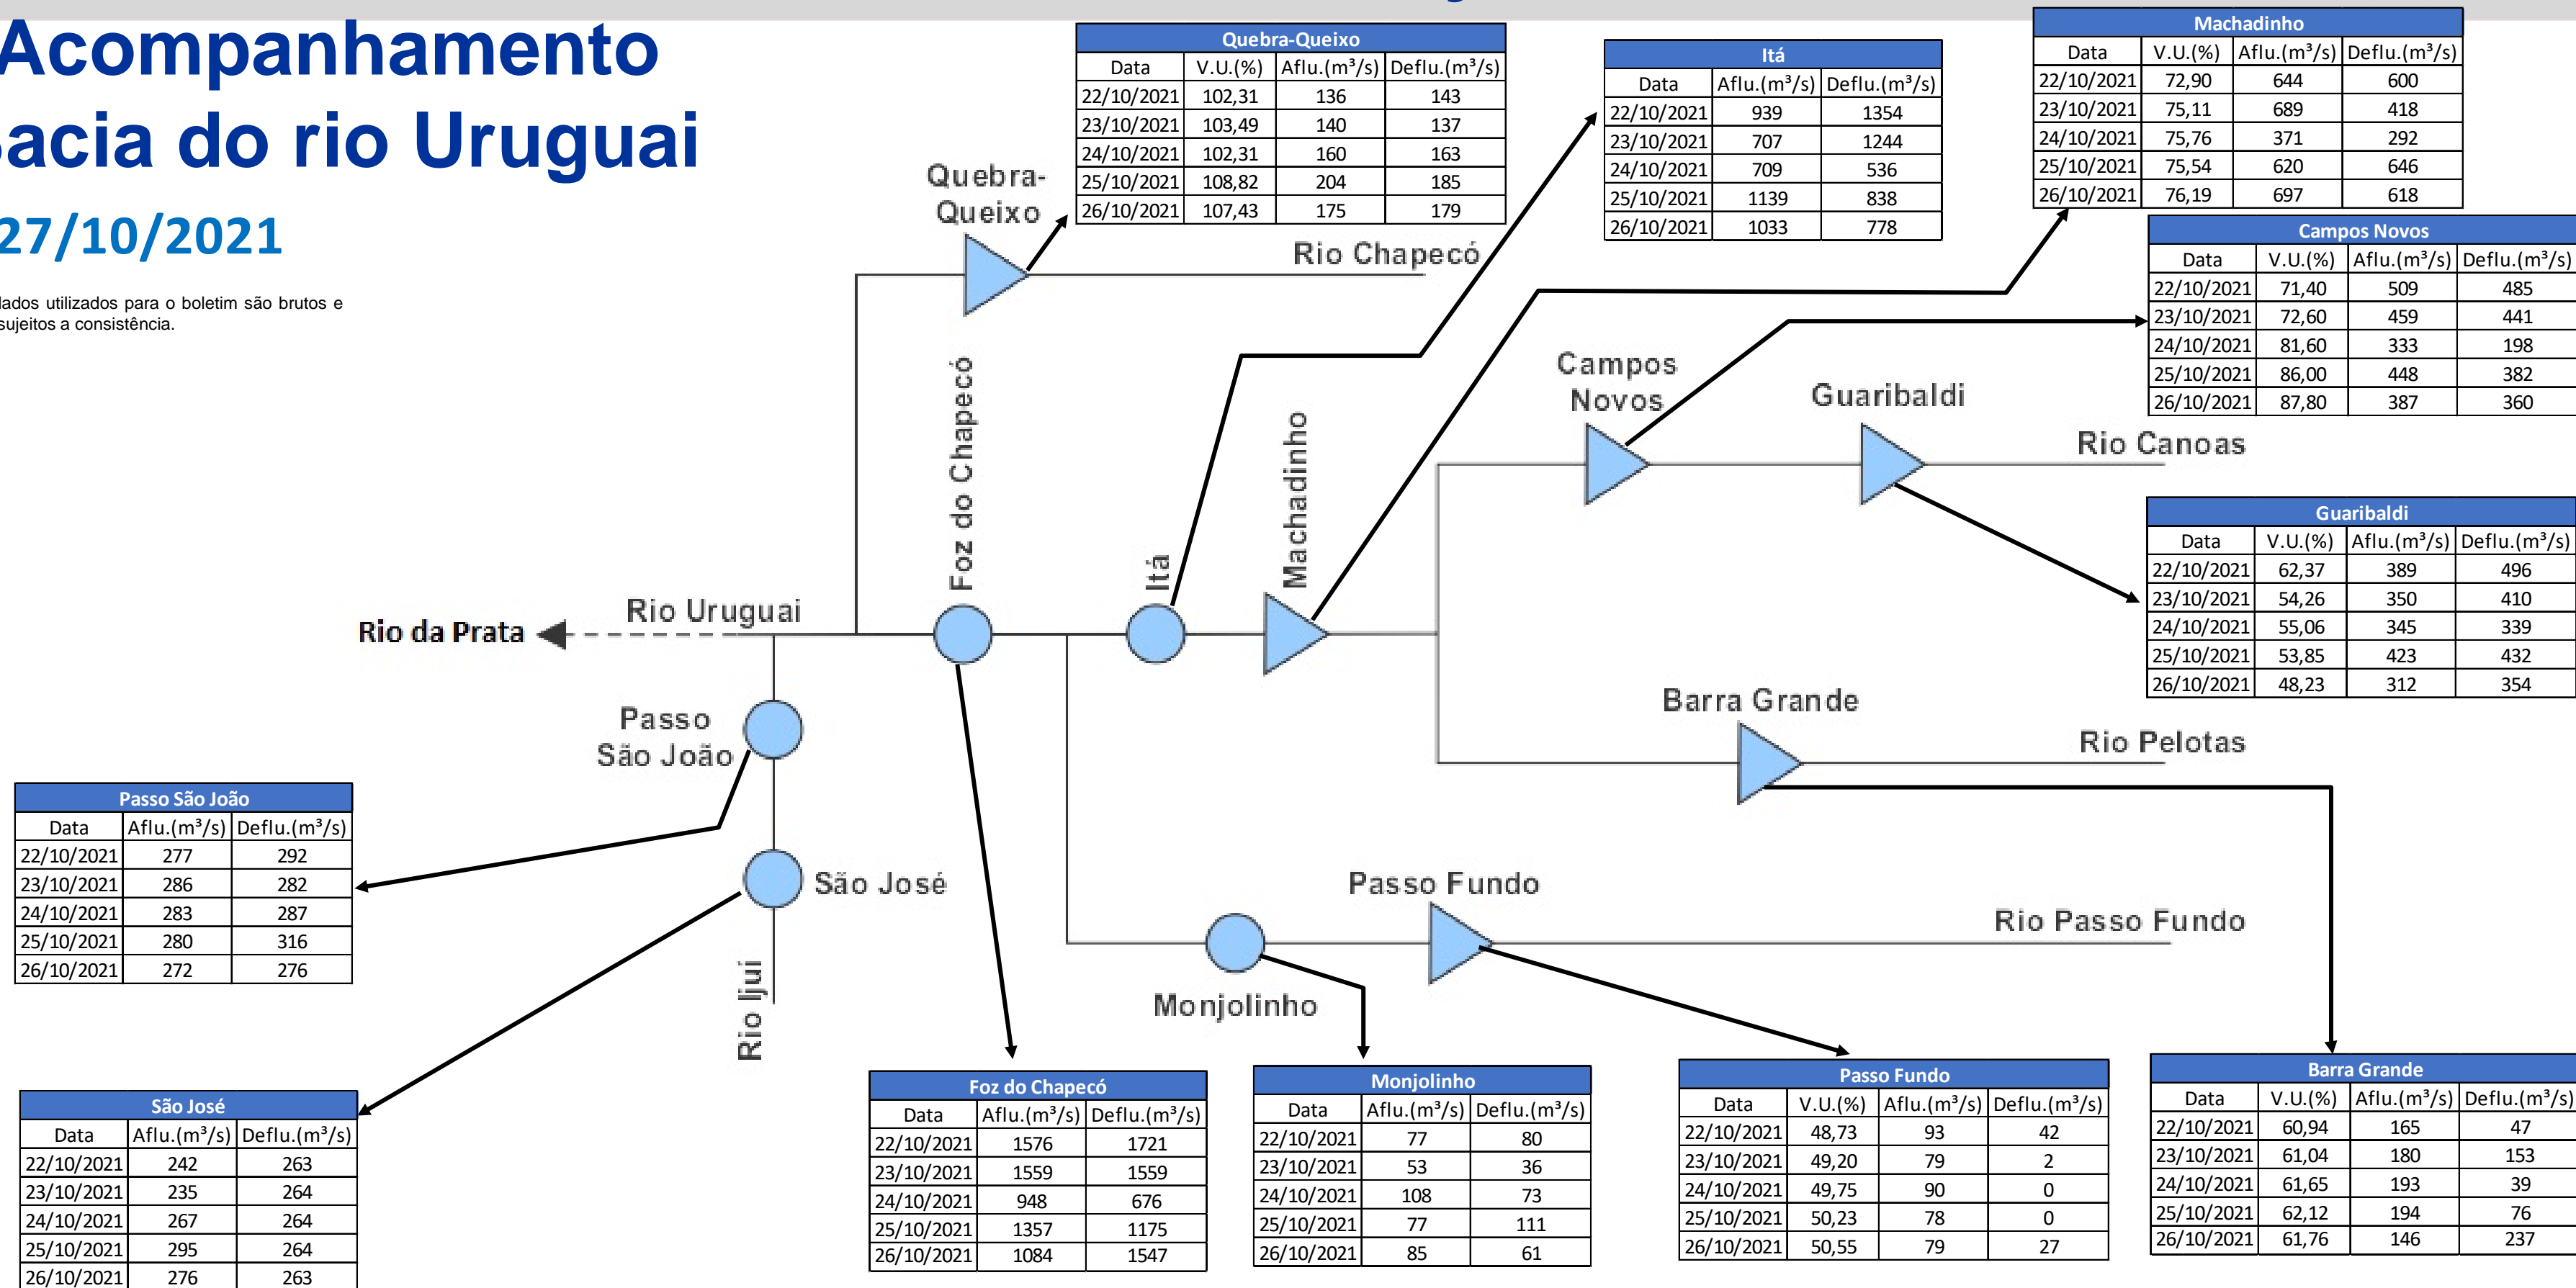 Acompanhamento
acia do rio Uruguai
27/10/2021
lados utilizados para o boletim são brutos e
sujeitos a consistência.
Quebra-Queixo
Data V.U.(%) Aflu.(m³/s) Deflu.(m³/s)
22/10/2021 102,31 136 143
23/10/2021 103,49 140 137
24/10/2021 102,31 160 163
25/10/2021 108,82 204 185
26/10/2021 107,43 175 179
Itá
Data Aflu.(m³/s) Deflu.(m³/s)
22/10/2021 939 1354
23/10/2021 707 1244
24/10/2021 709 536
25/10/2021 1139 838
26/10/2021 1033 778
Machadinho
Data V.U.(%) Aflu.(m³/s) Deflu.(m³/s)
22/10/2021 72,90 644 600
23/10/2021 75,11 689 418
24/10/2021 75,76 371 292
25/10/2021 75,54 620 646
26/10/2021 76,19 697 618
Campos Novos
Data V.U.(%) Aflu.(m³/s) Deflu.(m³/s)
22/10/2021 71,40 509 485
23/10/2021 72,60 459 441
24/10/2021 81,60 333 198
25/10/2021 86,00 448 382
26/10/2021 87,80 387 360
Quebra-
Queixo
Rio Chapecó
Foz do Chapecó
Itá
Machadinho
Campos
Novos
Guaribaldi
Rio Canoas
Guaribaldi
Data V.U.(%) Aflu.(m³/s) Deflu.(m³/s)
22/10/2021 62,37 389 496
23/10/2021 54,26 350 410
24/10/2021 55,06 345 339
25/10/2021 53,85 423 432
26/10/2021 48,23 312 354
Rio da Prata
Rio Uruguai
Barra Grande
Rio Pelotas
Passo
São João
São José
Rio Ijuí
Passo Fundo
Rio Passo Fundo
Monjolinho
Passo São João
Data Aflu.(m³/s) Deflu.(m³/s)
22/10/2021 277 292
23/10/2021 286 282
24/10/2021 283 287
25/10/2021 280 316
26/10/2021 272 276
São José
Data Aflu.(m³/s) Deflu.(m³/s)
22/10/2021 242 263
23/10/2021 235 264
24/10/2021 267 264
25/10/2021 295 264
26/10/2021 276 263
Foz do Chapecó
Data Aflu.(m³/s) Deflu.(m³/s)
22/10/2021 1576 1721
23/10/2021 1559 1559
24/10/2021 948 676
25/10/2021 1357 1175
26/10/2021 1084 1547
Monjolinho
Data Aflu.(m³/s) Deflu.(m³/s)
22/10/2021 77 80
23/10/2021 53 36
24/10/2021 108 73
25/10/2021 77 111
26/10/2021 85 61
Passo Fundo
Data V.U.(%) Aflu.(m³/s) Deflu.(m³/s)
22/10/2021 48,73 93 42
23/10/2021 49,20 79 2
24/10/2021 49,75 90 0
25/10/2021 50,23 78 0
26/10/2021 50,55 79 27
Barra Grande
Data V.U.(%) Aflu.(m³/s) Deflu.(m³/s)
22/10/2021 60,94 165 47
23/10/2021 61,04 180 153
24/10/2021 61,65 193 39
25/10/2021 62,12 194 76
26/10/2021 61,76 146 237